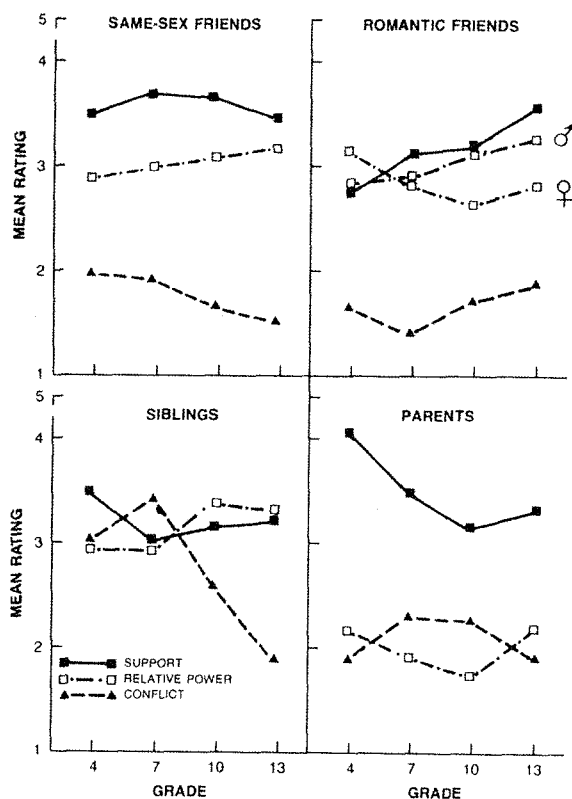 SAME-SEX FRIENDS
ROMANTIC FRIENDS
5
4
3
2
1
MEAN RATING
♂
♀
SIBLINGS
PARENTS
5
4
3
2
1
MEAN RATING
SUPPORT
RELATIVE POWER
CONFLICT
4 7 10 13 4 7 10 13
GRADE GRADE